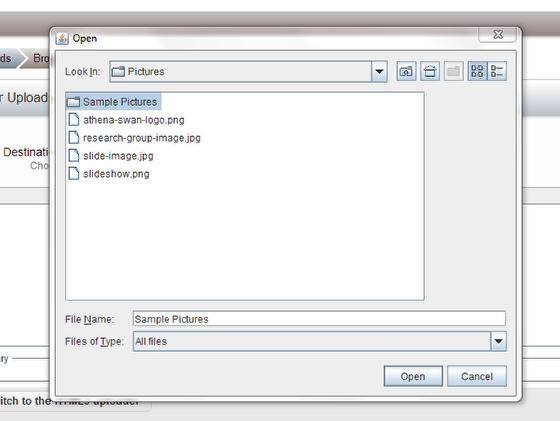 Open
ds
Bro
Look In:
Pictures
r Upload
Sample Pictures
athena-swan-logo.png
research-group-image.jpg
slide-image.jpg
slideshow.png
Destinati
Cho
File Name:
Sample Pictures
Files of Type:
All files
ary
Open
Cancel
itch to the HTML5 uploader